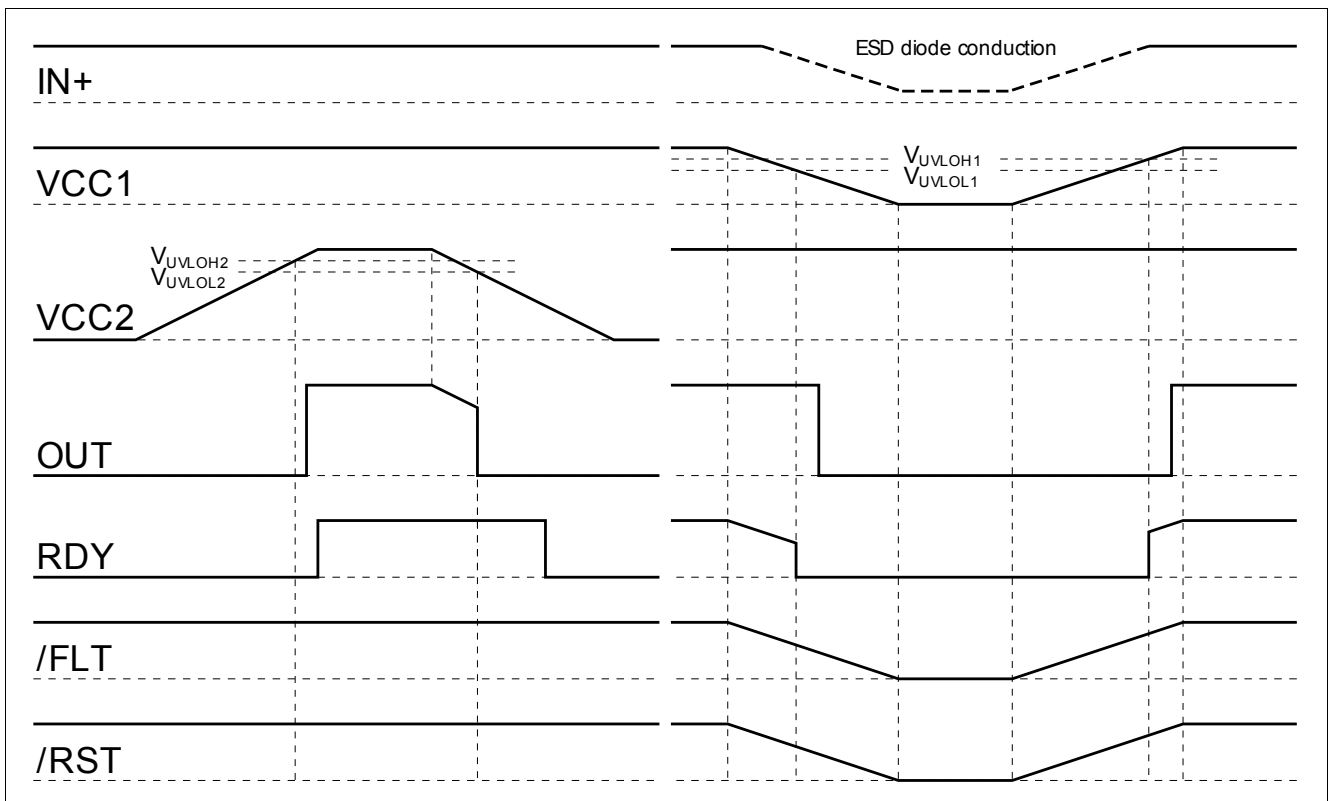 ESD diode conduction
IN+
VUVLOH1
VUVLOL1
VCC1
VUVLOH2
VUVLOL2
VCC2
OUT
RDY
/FLT
/RST